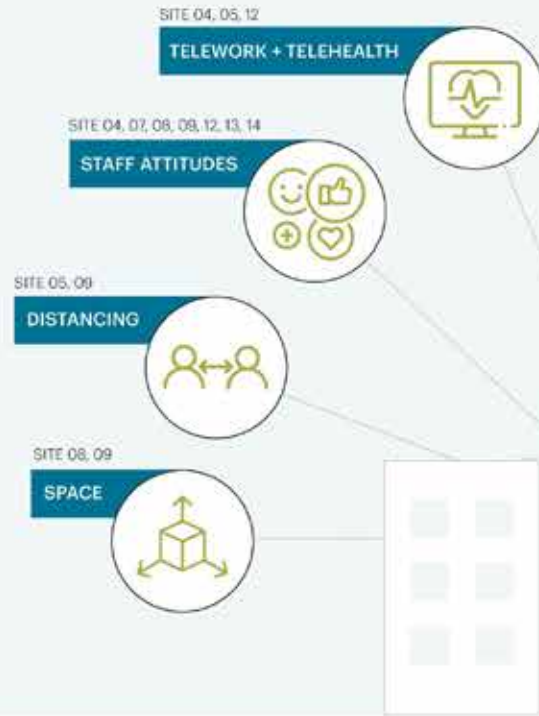 SITE 04, 05, 12
TELEWORK + TELEHEALTH
SITE 04, 07, 08, 09, 12, 13, 14
STAFF ATTITUDES
SITE 05, 09
DISTANCING
SITE 08, 09
SPACE